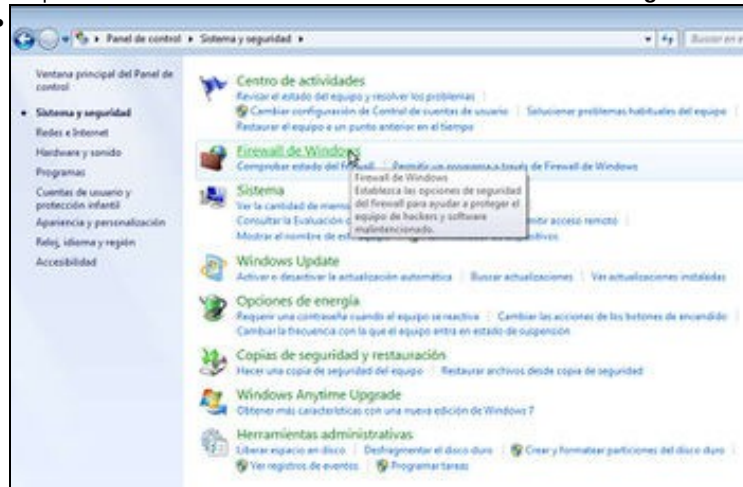 Panel de control ▸ Sistema y seguridad ▸
Buscar en e
Ventana principal del Panel de
control
Sistema y seguridad
Redes e Internet
Hardware y sonido
Programas
Cuentas de usuario y
protección infantil
Apariencia y personalización
Reloj, idioma y región
Accesibilidad
Centro de actividades
Revisar el estado del equipo y resolver los problemas
Cambiar configuración de Control de cuentas de usuario | Solucionar problemas habituales del equipo
Restaurar el equipo a un punto anterior en el tiempo
Firewall de Windows
Comprobar estado del firewall | Permitir un programa a través de Firewall de Windows
Firewall de Windows
Establezca las opciones de seguridad
del firewall para ayudar a proteger el
equipo de hackers y software
malintencionado.
Sistema
Ver la cantidad de
Consultar la Evaluación
acceso remoto
Mostrar el nombre de este
Windows Update
Activar o desactivar la actualización automática | Buscar actualizaciones | Ver actualizaciones instaladas
Opciones de energía
Requerir una contraseña cuando el equipo se reactiva | Cambiar las acciones de los botones de encendido
Cambiar la frecuencia con la que el equipo entra en estado de suspensión
Copias de seguridad y restauración
Hacer una copia de seguridad del equipo | Restaurar archivos desde copia de seguridad
Windows Anytime Upgrade
Obtener más características con una nueva edición de Windows 7
Herramientas administrativas
Liberar espacio en disco | Desfragmentar el disco duro | Crear y formatear particiones del disco duro
Ver registros de eventos | Programar tareas